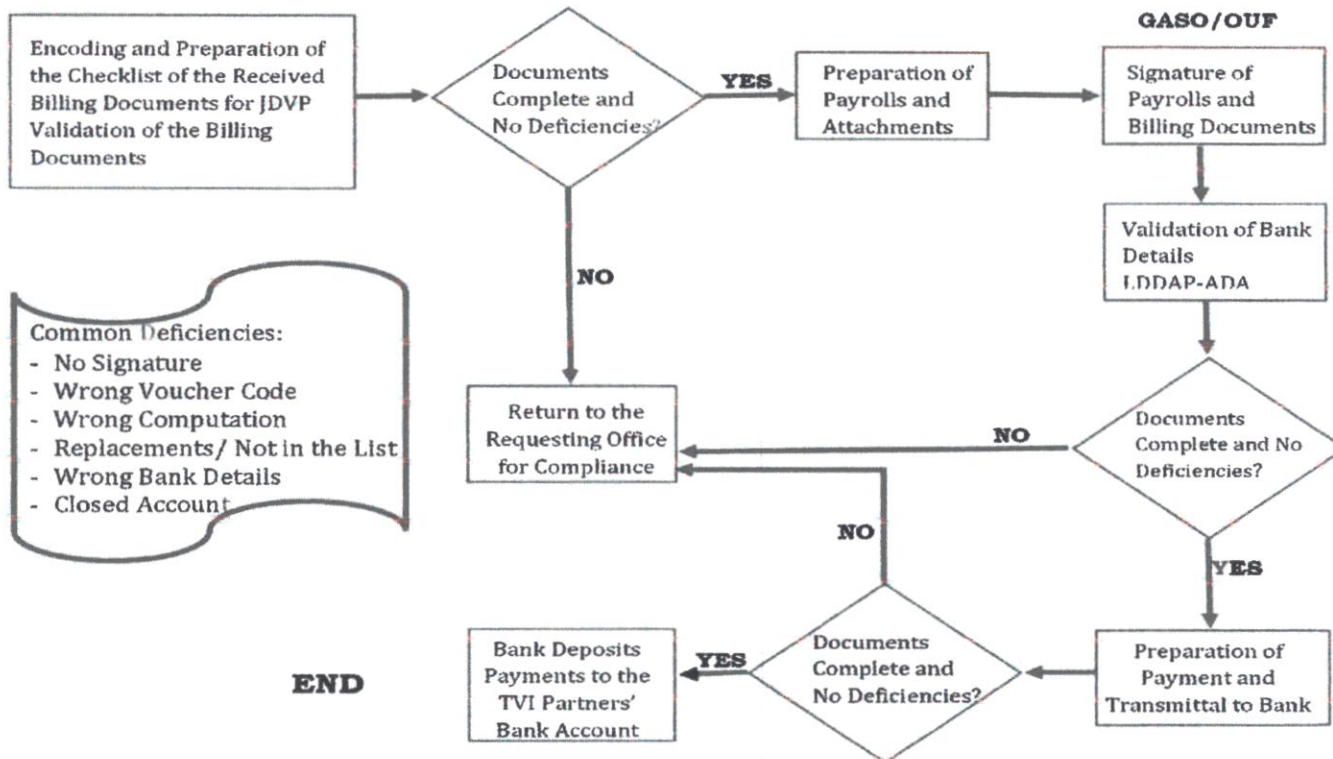 Encoding and Preparation of
the Checklist of the Received
Billing Documents for JDVP
Validation of the Billing
Documents
Documents
Complete and
No Deficiencies?
YES
Preparation of
Payrolls and
Attachments
GASO/OUF
Signature of
Payrolls and
Billing Documents
Validation of Bank
Details
LDDAP-ADA
NO
Common Deficiencies:
- No Signature
- Wrong Voucher Code
- Wrong Computation
- Replacements/ Not in the List
- Wrong Bank Details
- Closed Account
Return to the
Requesting Office
for Compliance
NO
Documents
Complete and No
Deficiencies?
NO
YES
END
Bank Deposits
Payments to the
TVI Partners'
Bank Account
YES
Documents
Complete and
No Deficiencies?
Preparation of
Payment and
Transmittal to Bank